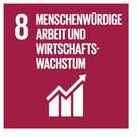 8 MENSCHENWÜRDIGE
ARBEIT UND
WIRTSCHAFTS-
WACHSTUM